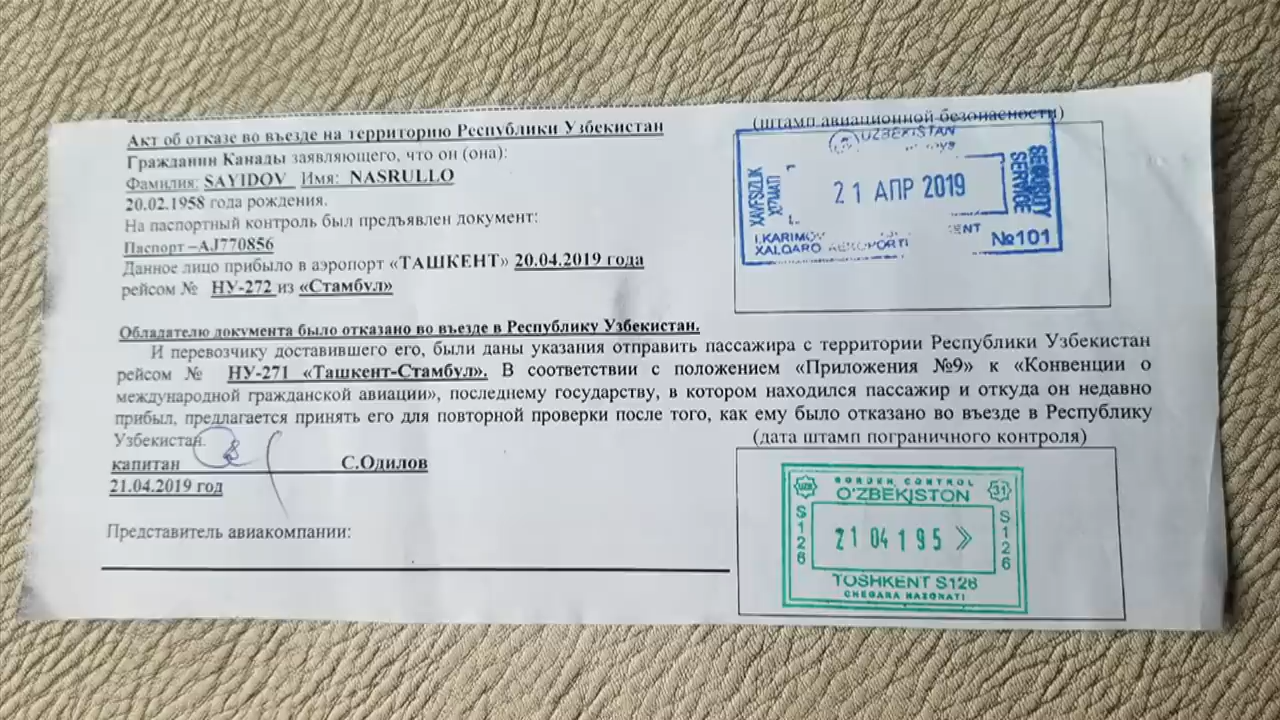 Акт об отказе во въезде на территорию Республики Узбекистан
Гражданин Канады заявляющего, что он (она):
Фамилия: SAYIDOV Имя: NASRULLO
20.02.1958 года рождения.
На паспортный контроль был предъявлен документ:
Паспорт –AJ770856
Данное лицо прибыло в аэропорт «ТАШКЕНТ» 20.04.2019 года
рейсом № HY-272 из «Стамбул»
(штамп авиационной безопасности)
UZBEKISTAN
XAVFSIZLIK
XIZMATI
21 АПР 2019
SECURITY
SERVICE
I.KARIMOV
XALQARO AEROPORTI
№101
Обладателю документа было отказано во въезде в Республику Узбекистан.
И перевозчику доставившего его, были даны указания отправить пассажира с территории Республики Узбекистан
рейсом № HY-271 «Ташкент-Стамбул». В соответствии с положением «Приложения №9» к «Конвенции о
международной гражданской авиации», последнему государству, в котором находился пассажир и откуда он недавно
прибыл, предлагается принять его для повторной проверки после того, как ему было отказано во въезде в Республику
Узбекистан.
капитан С.Одилов
21.04.2019 год
Представитель авиакомпании:
(дата штамп пограничного контроля)
BORDER CONTROL
UZB O'ZBEKISTON 31
S126 21 04 19 5 S126
TOSHKENT S126
CHEGARA NAZORATI